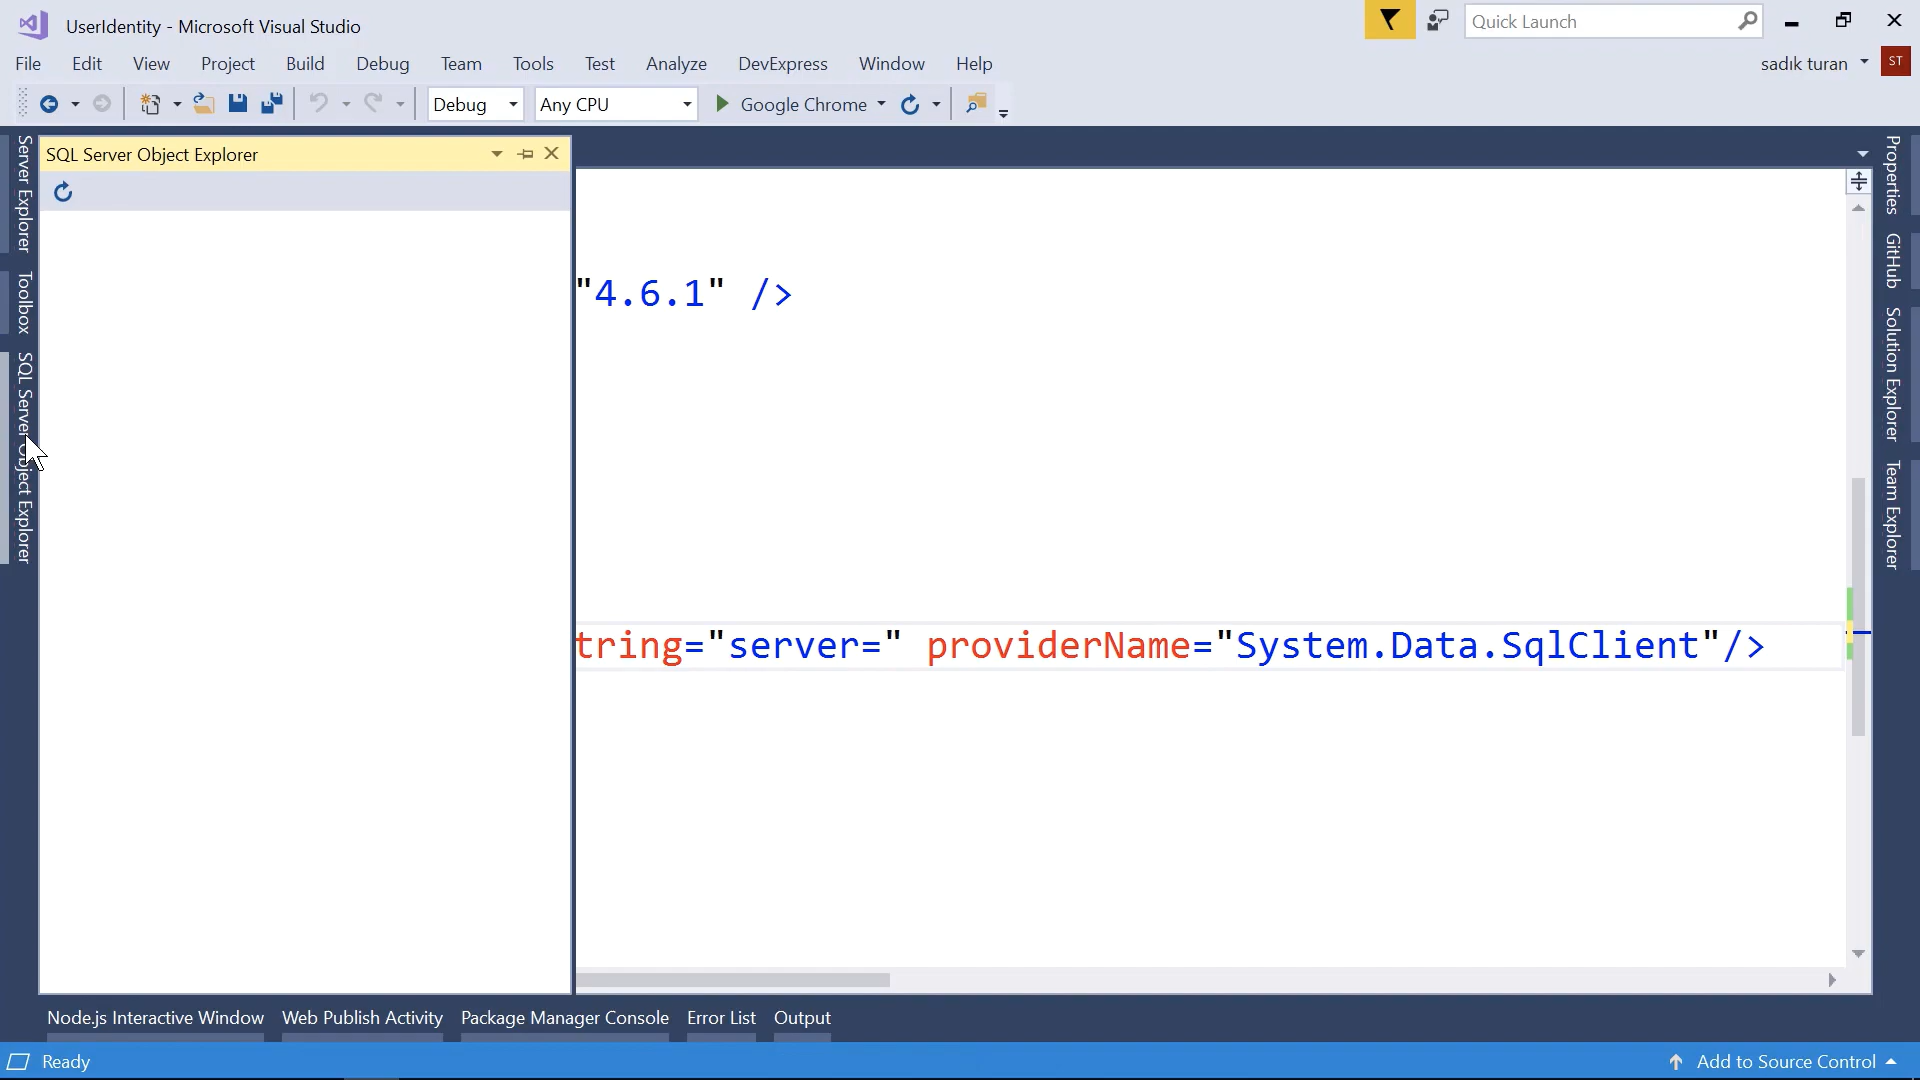 UserIdentity - Microsoft Visual Studio
Quick Launch
File Edit View Project Build Debug Team Tools Test Analyze DevExpress Window Help
sadık turan
ST
Debug
Any CPU
Google Chrome
Server Explorer
Toolbox
SQL Server Object Explorer
SQL Server Object Explorer
"4.6.1" />
tring="server=" providerName="System.Data.SqlClient"/>
Properties
GitHub
Solution Explorer
Team Explorer
Node.js Interactive Window Web Publish Activity Package Manager Console Error List Output
Ready
Add to Source Control